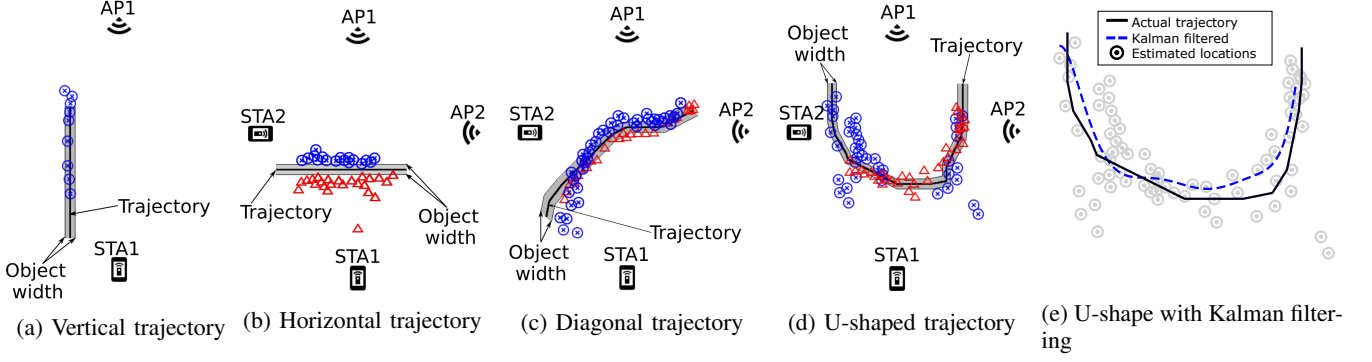 AP1
Trajectory
Object
width
STA1
(a) Vertical trajectory
AP1
STA2
AP2
Trajectory
Object
width
STA1
(b) Horizontal trajectory
AP1
STA2
AP2
Trajectory
Object
width
STA1
(c) Diagonal trajectory
AP1
Object
width
Trajectory
STA2
AP2
STA1
(d) U-shaped trajectory
Actual trajectory
Kalman filtered
Estimated locations
(e) U-shape with Kalman filter-
ing